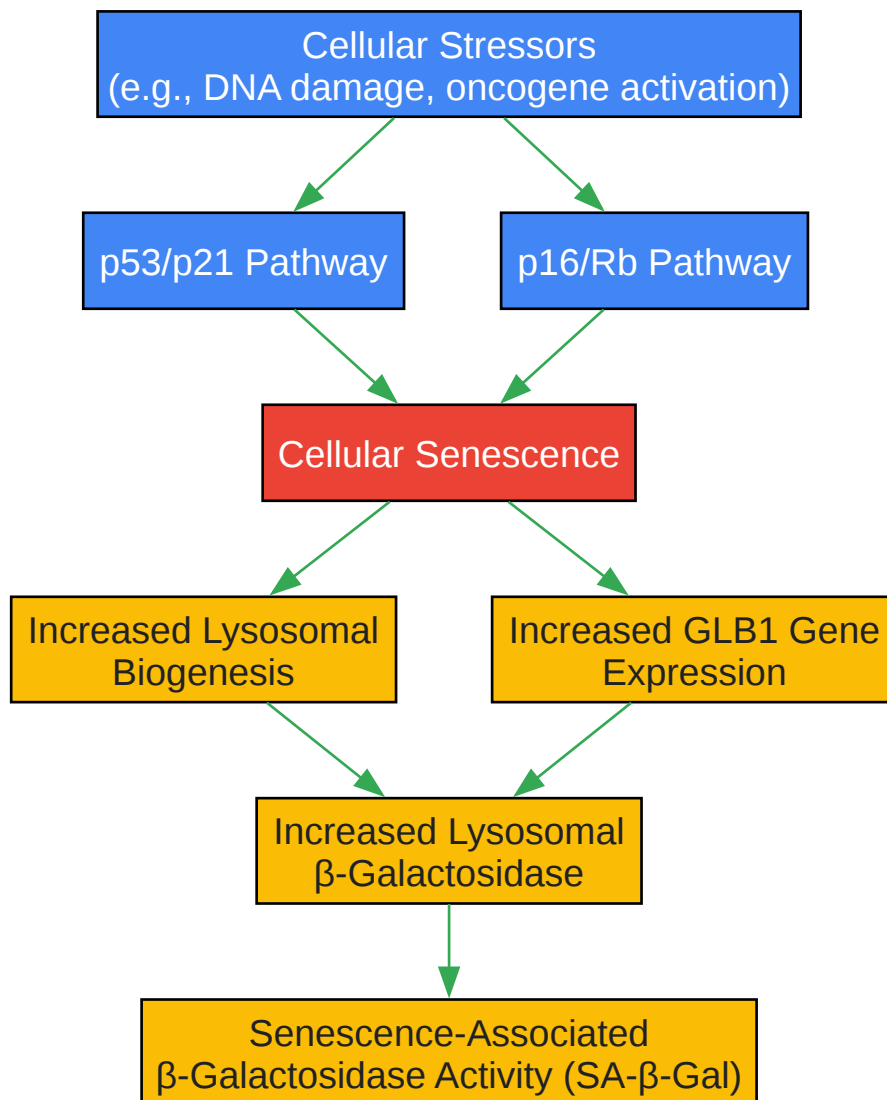 Cellular Stressors
(e.g., DNA damage, oncogene activation)
p53/p21 Pathway
p16/Rb Pathway
Cellular Senescence
Increased Lysosomal
Biogenesis
Increased GLB1 Gene
Expression
Increased Lysosomal
β-Galactosidase
Senescence-Associated
β-Galactosidase Activity (SA-β-Gal)